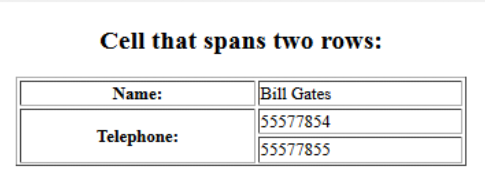 Cell that spans two rows:
Name: Bill Gates
Telephone: 55577854
55577855